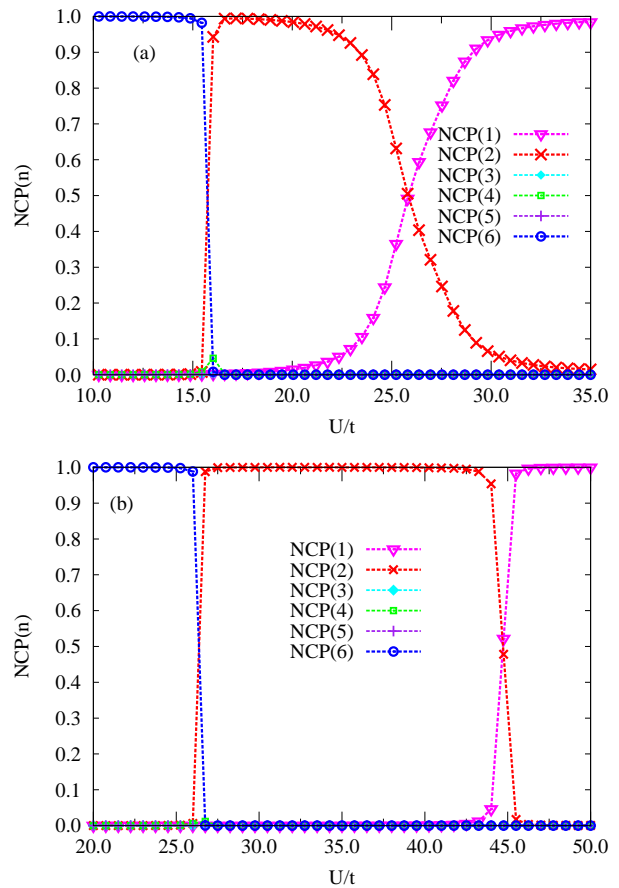 1.0
0.9
0.8
0.7
0.6
0.5
0.4
0.3
0.2
0.1
0.0
NCP(n)
(a)
NCP(1)
NCP(2)
NCP(3)
NCP(4)
NCP(5)
NCP(6)
10.0 15.0 20.0 25.0 30.0 35.0
U/t
1.0
0.9
0.8
0.7
0.6
0.5
0.4
0.3
0.2
0.1
0.0
NCP(n)
(b)
NCP(1)
NCP(2)
NCP(3)
NCP(4)
NCP(5)
NCP(6)
20.0 25.0 30.0 35.0 40.0 45.0 50.0
U/t